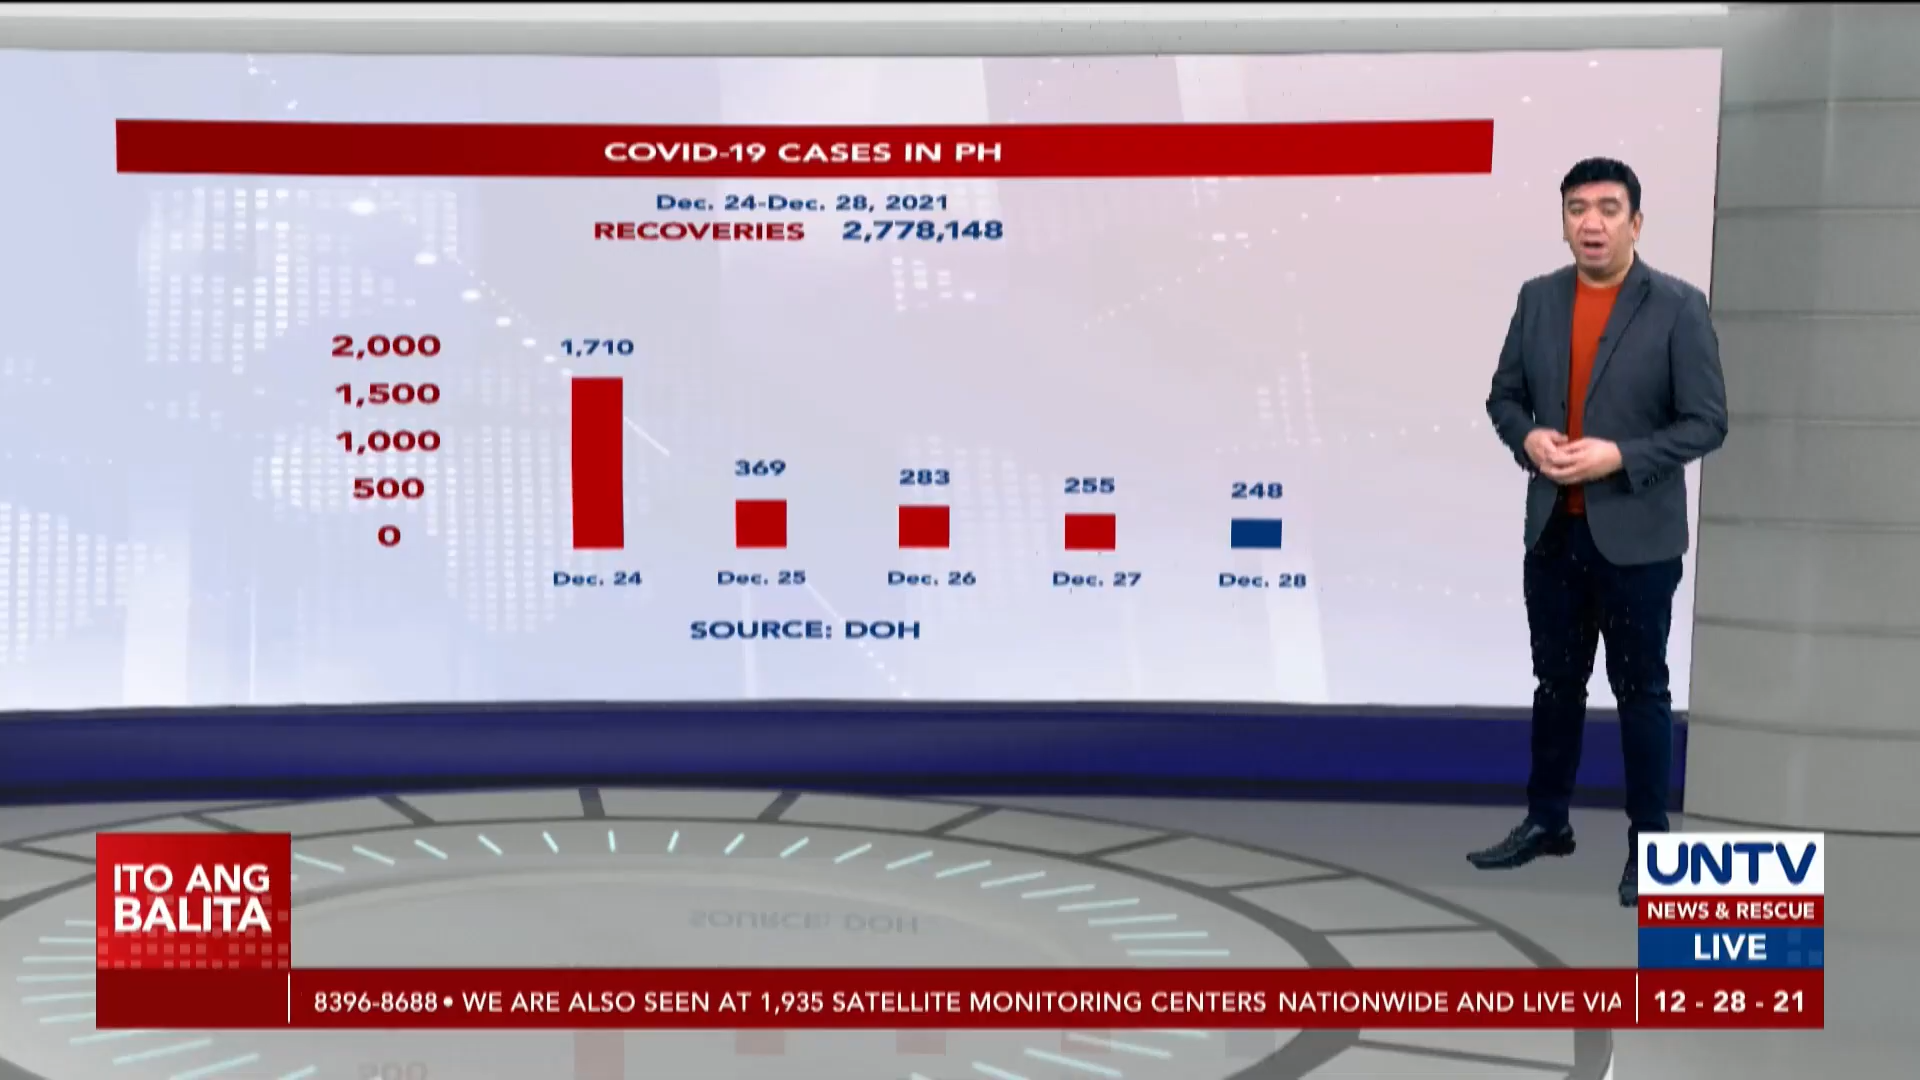 COVID-19 CASES IN PH
Dec. 24-Dec. 28, 2021
RECOVERIES 2,778,148
2,000
1,500
1,000
500
0
1,710
369
283
255
248
Dec. 24
Dec. 25
Dec. 26
Dec. 27
Dec. 28
SOURCE: DOH
ITO ANG
BALITA
UNTV
NEWS & RESCUE
LIVE
8396-8688 • WE ARE ALSO SEEN AT 1,935 SATELLITE MONITORING CENTERS NATIONWIDE AND LIVE VIA
12 - 28 - 21